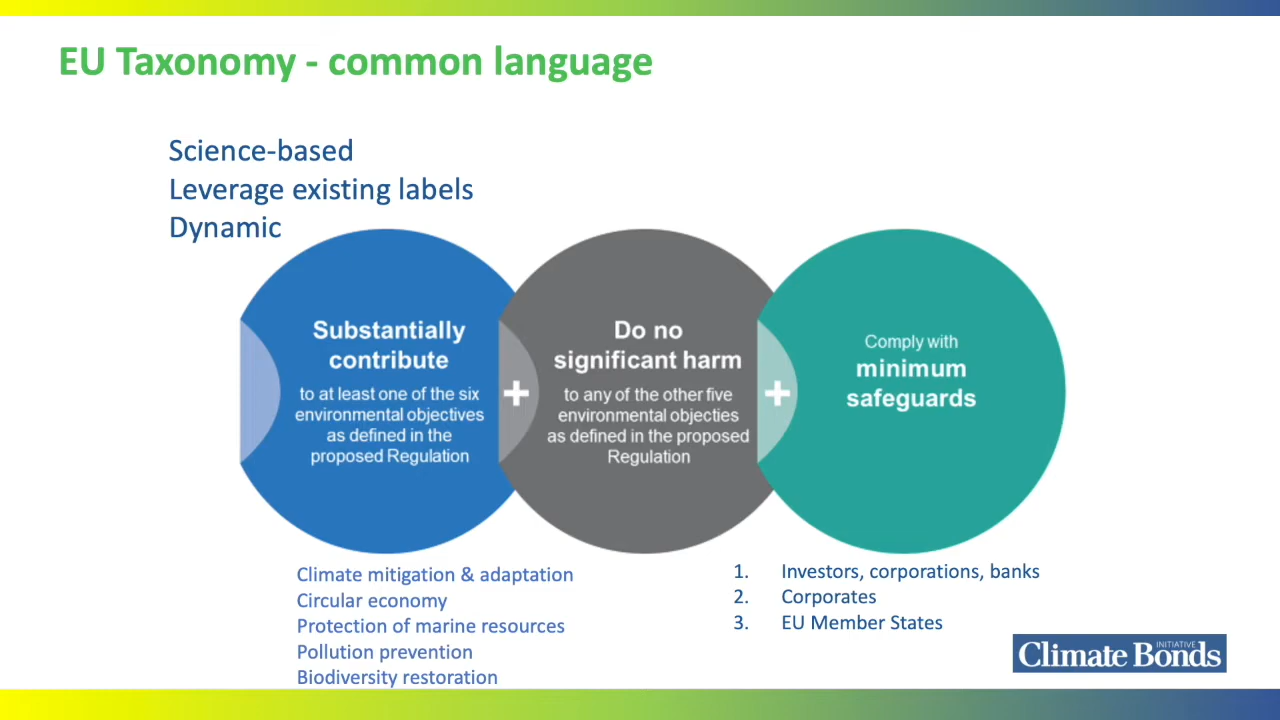 EU Taxonomy - common language
Science-based
Leverage existing labels
Dynamic
Substantially
contribute
to at least one of the six
environmental objectives
as defined in the
proposed Regulation
+
Do no
significant harm
to any of the other five
environmental objecties
as defined in the proposed
Regulation
+
Comply with
minimum
safeguards
Climate mitigation & adaptation
Circular economy
Protection of marine resources
Pollution prevention
Biodiversity restoration
1. Investors, corporations, banks
2. Corporates
3. EU Member States
Climate Bonds INITIATIVE